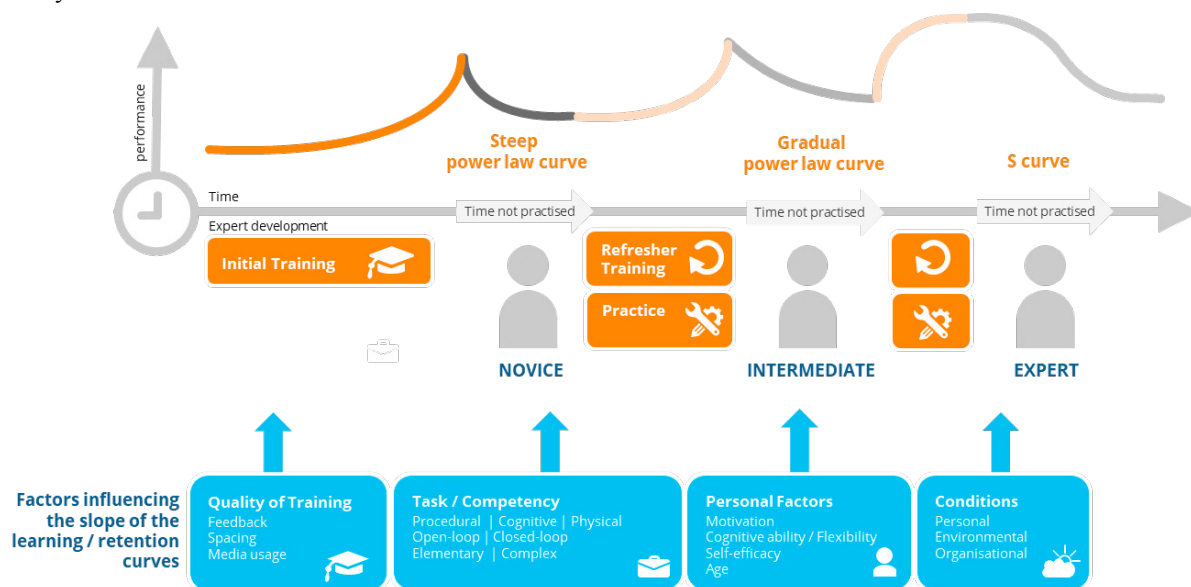 performance
Steep
power law curve
Gradual
power law curve
S curve
Time
Time not practised
Time not practised
Time not practised
Expert development
Initial Training
Refresher
Training
Practice
NOVICE
INTERMEDIATE
EXPERT
Factors influencing
the slope of the
learning / retention
curves
Quality of Training
Feedback
Spacing
Media usage
Task / Competency
Procedural | Cognitive | Physical
Open-loop | Closed-loop
Elementary | Complex
Personal Factors
Motivation
Cognitive ability / Flexibility
Self-efficacy
Age
Conditions
Personal
Environmental
Organisational